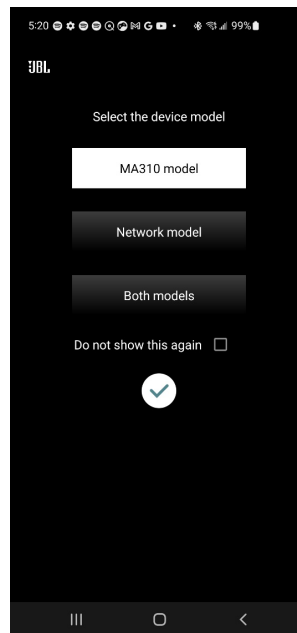 5:20 99%
JBL
Select the device model
MA310 model
Network model
Both models
Do not show this again